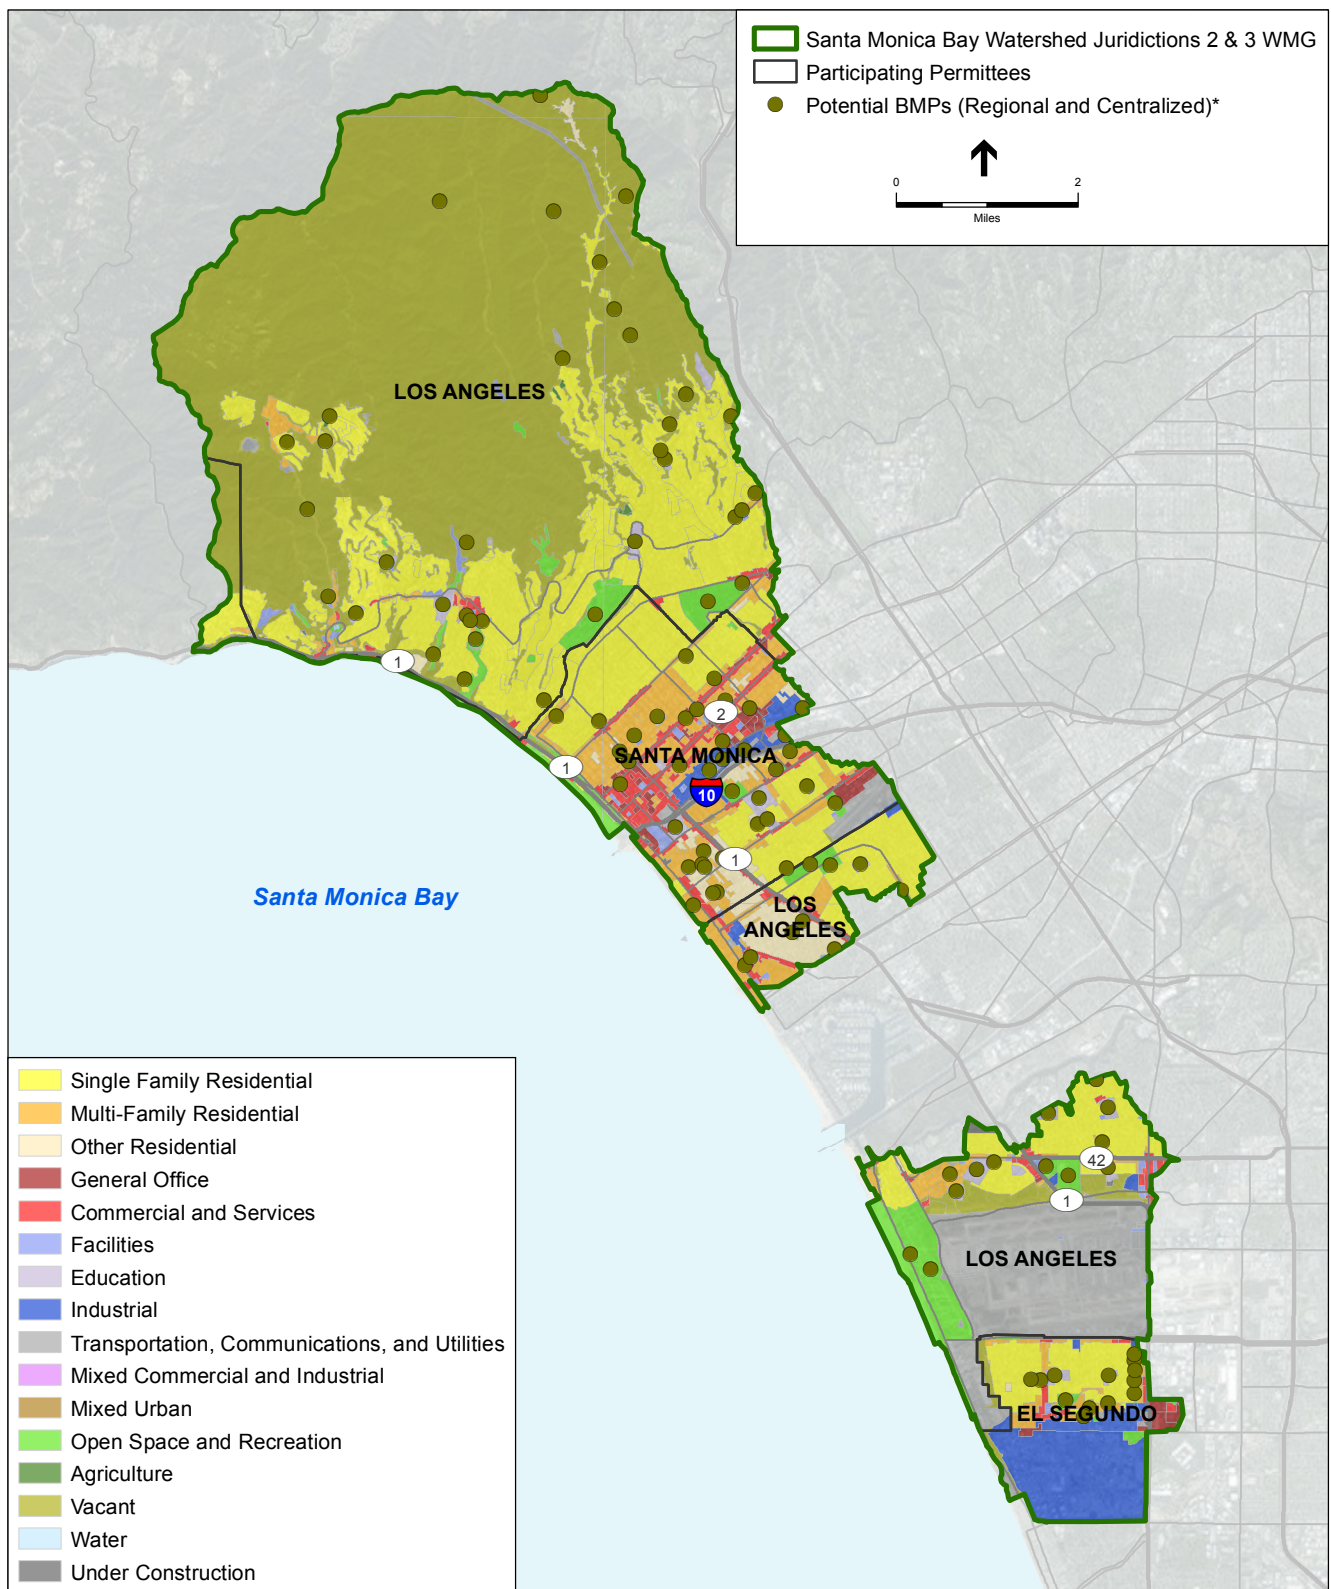 Santa Monica Bay Watershed Juridictions 2 & 3 WMG
Participating Permittees
Potential BMPs (Regional and Centralized)*
0 2
Miles
LOS ANGELES
1
2
SANTA MONICA
1
10
1
Santa Monica Bay
LOS
ANGELES
42
1
LOS ANGELES
EL SEGUNDO
Single Family Residential
Multi-Family Residential
Other Residential
General Office
Commercial and Services
Facilities
Education
Industrial
Transportation, Communications, and Utilities
Mixed Commercial and Industrial
Mixed Urban
Open Space and Recreation
Agriculture
Vacant
Water
Under Construction